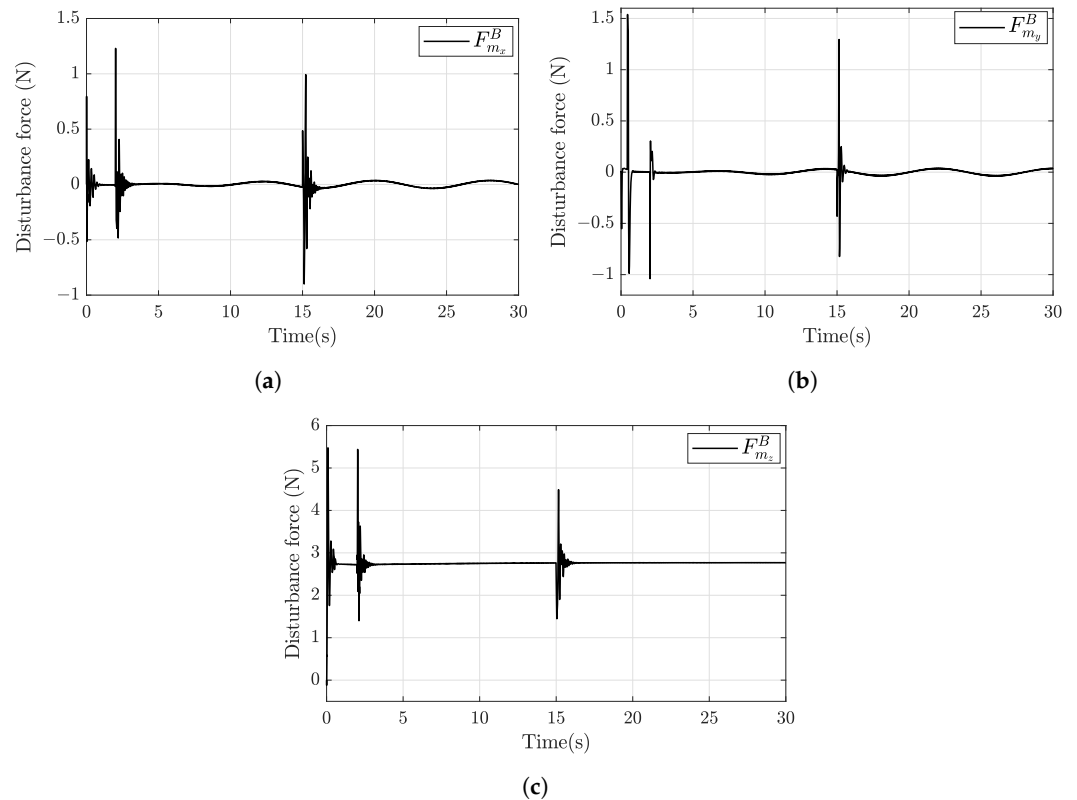 1.5
1
0.5
0
−0.5
−1
0 5 10 15 20 25 30
Disturbance force (N)
Time(s)
F^B_{m_x}
(a)
1.5
1
0.5
0
−0.5
−1
0 5 10 15 20 25 30
Disturbance force (N)
Time(s)
F^B_{m_y}
(b)
6
5
4
3
2
1
0
0 5 10 15 20 25 30
Disturbance force (N)
Time(s)
F^B_{m_z}
(c)